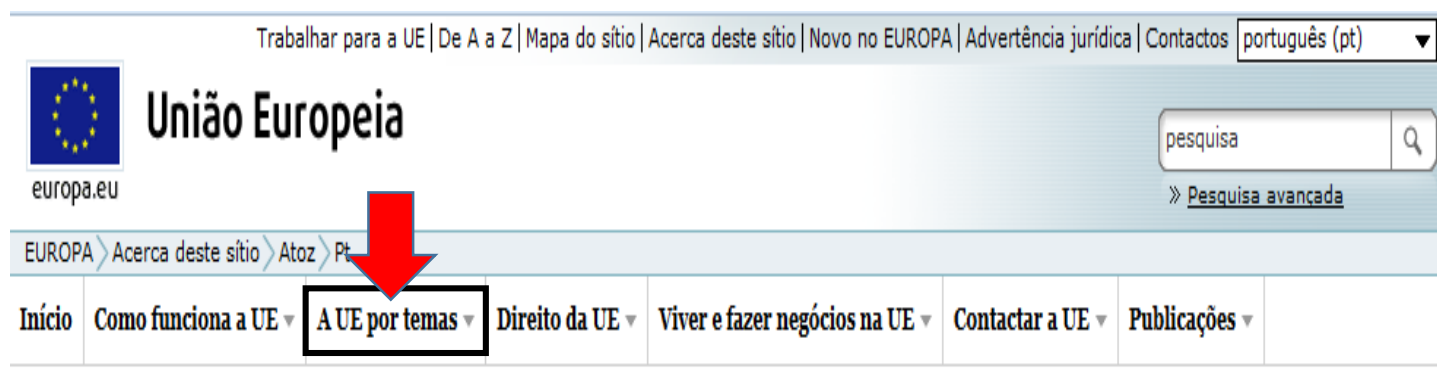 Trabalhar para a UE | De A a Z | Mapa do sítio | Acerca deste sítio | Novo no EUROPA | Advertência jurídica | Contactos português (pt)
União Europeia
pesquisa
europa.eu
» Pesquisa avançada
EUROPA Acerca deste sítio Atoz Pt
Início Como funciona a UE A UE por temas Direito da UE Viver e fazer negócios na UE Contactar a UE Publicações